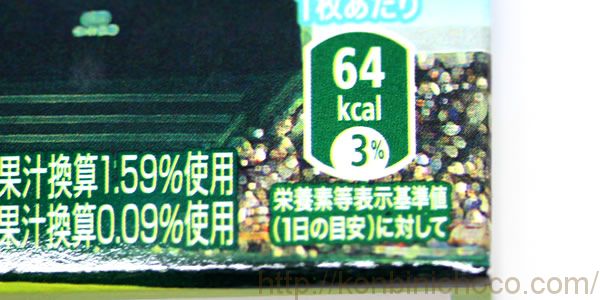 1枚あたり
64
kcal
3%
果汁換算1.59%使用
果汁換算0.09%使用
栄養素等表示基準値
(1日の目安)に対して
http://konbinichoco.com/